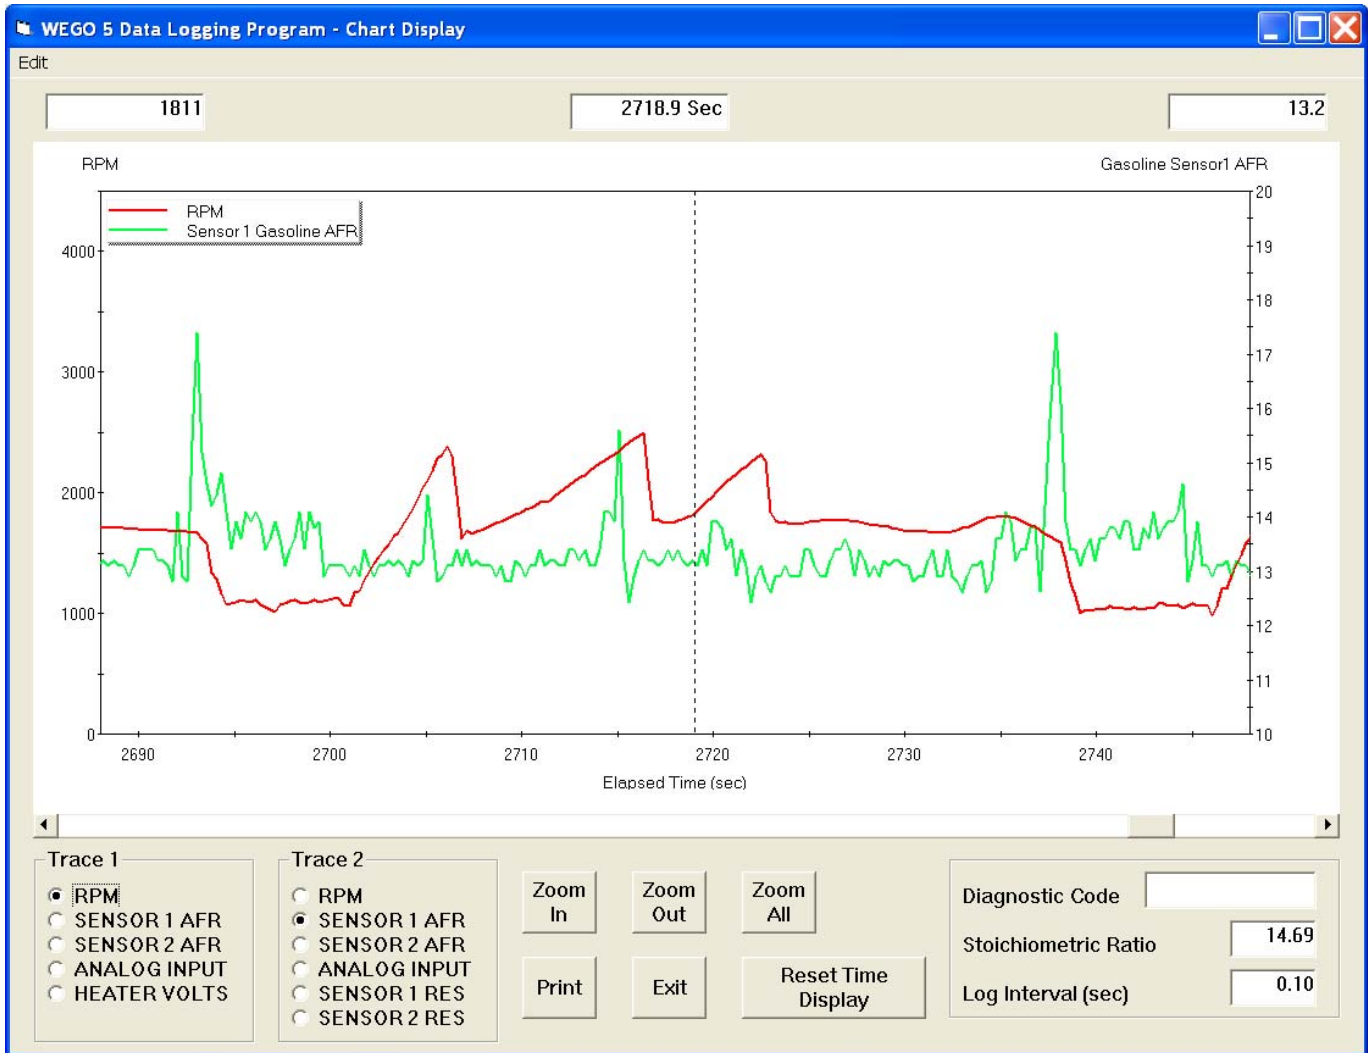 WEGO 5 Data Logging Program - Chart Display
Edit
1811
2718.9 Sec
13.2
RPM
Gasoline Sensor1 AFR
RPM
Sensor 1 Gasoline AFR
4000
3000
2000
1000
0
20
19
18
17
16
15
14
13
12
11
10
2690
2700
2710
2720
2730
2740
Elapsed Time (sec)
Trace 1
RPM
SENSOR 1 AFR
SENSOR 2 AFR
ANALOG INPUT
HEATER VOLTS
Trace 2
RPM
SENSOR 1 AFR
SENSOR 2 AFR
ANALOG INPUT
SENSOR 1 RES
SENSOR 2 RES
Zoom
In
Zoom
Out
Zoom
All
Print
Exit
Reset Time
Display
Diagnostic Code
Stoichiometric Ratio
14.69
Log Interval (sec)
0.10